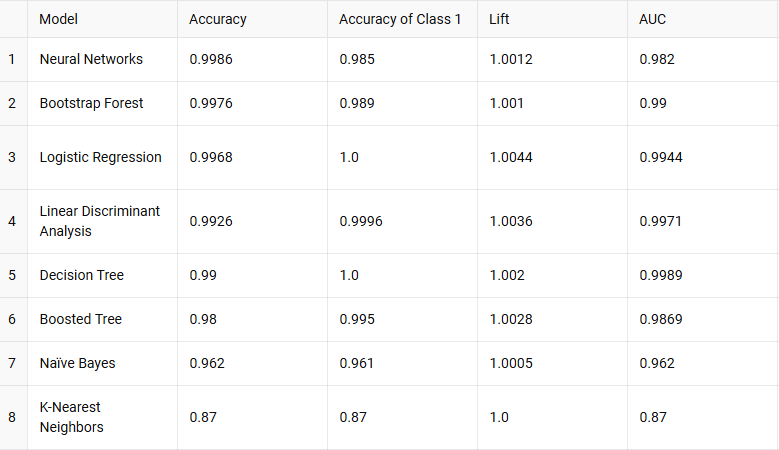 Model Accuracy Accuracy of Class 1 Lift AUC
1 Neural Networks 0.9986 0.985 1.0012 0.982
2 Bootstrap Forest 0.9976 0.989 1.001 0.99
3 Logistic Regression 0.9968 1.0 1.0044 0.9944
4 Linear Discriminant Analysis 0.9926 0.9996 1.0036 0.9971
5 Decision Tree 0.99 1.0 1.002 0.9989
6 Boosted Tree 0.98 0.995 1.0028 0.9869
7 Naïve Bayes 0.962 0.961 1.0005 0.962
8 K-Nearest Neighbors 0.87 0.87 1.0 0.87